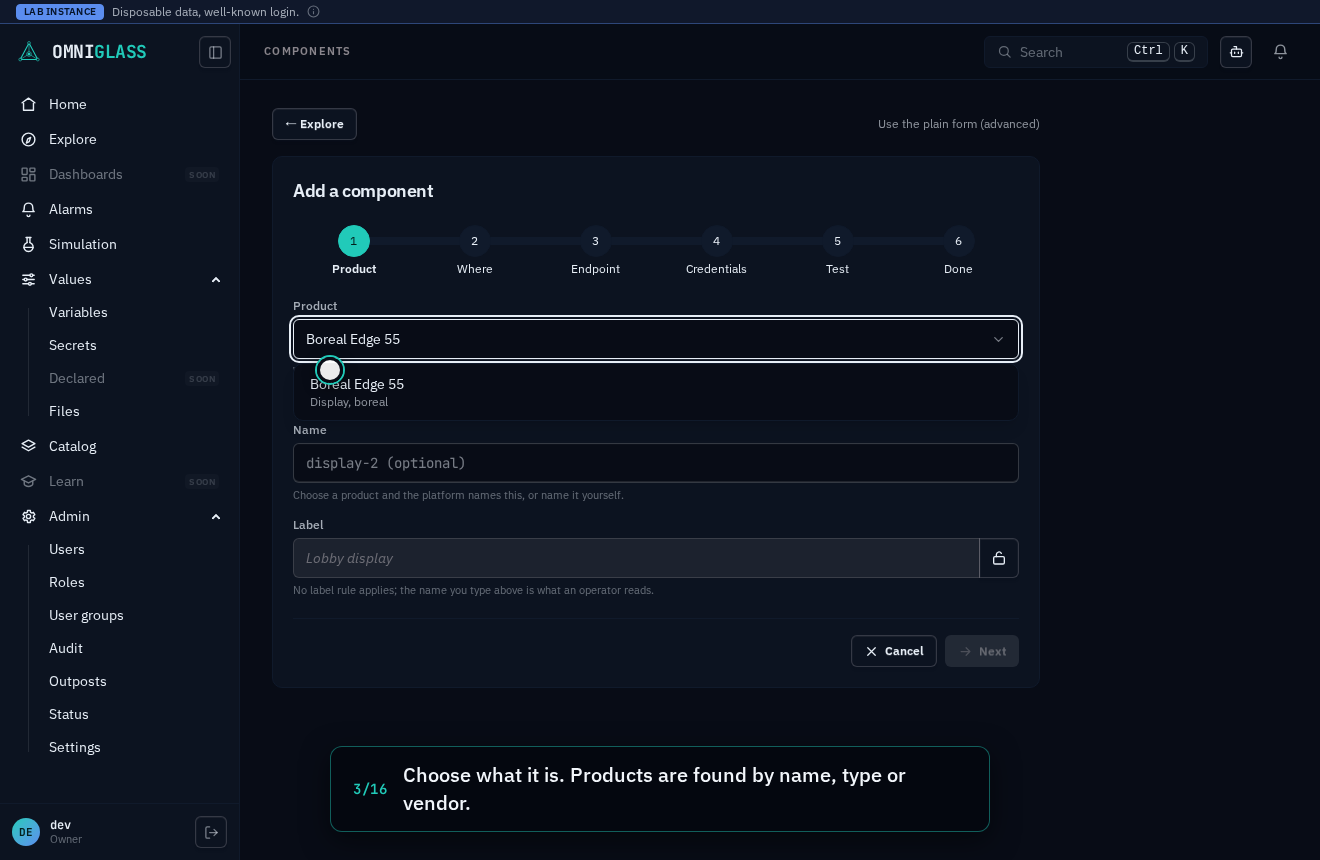 LAB INSTANCE Disposable data, well-known login.
OMNIGLASS
COMPONENTS
Search Ctrl K
Home
Explore
Dashboards SOON
Alarms
Simulation
Values
Variables
Secrets
Declared SOON
Files
Catalog
Learn SOON
Admin
Users
Roles
User groups
Audit
Outposts
Status
Settings
DE dev
Owner
← Explore
Use the plain form (advanced)
Add a component
1 2 3 4 5 6
Product Where Endpoint Credentials Test Done
Product
Boreal Edge 55
Boreal Edge 55
Display, boreal
Name
display-2 (optional)
Choose a product and the platform names this, or name it yourself.
Label
Lobby display
No label rule applies; the name you type above is what an operator reads.
Cancel
Next
3/16 Choose what it is. Products are found by name, type or
vendor.